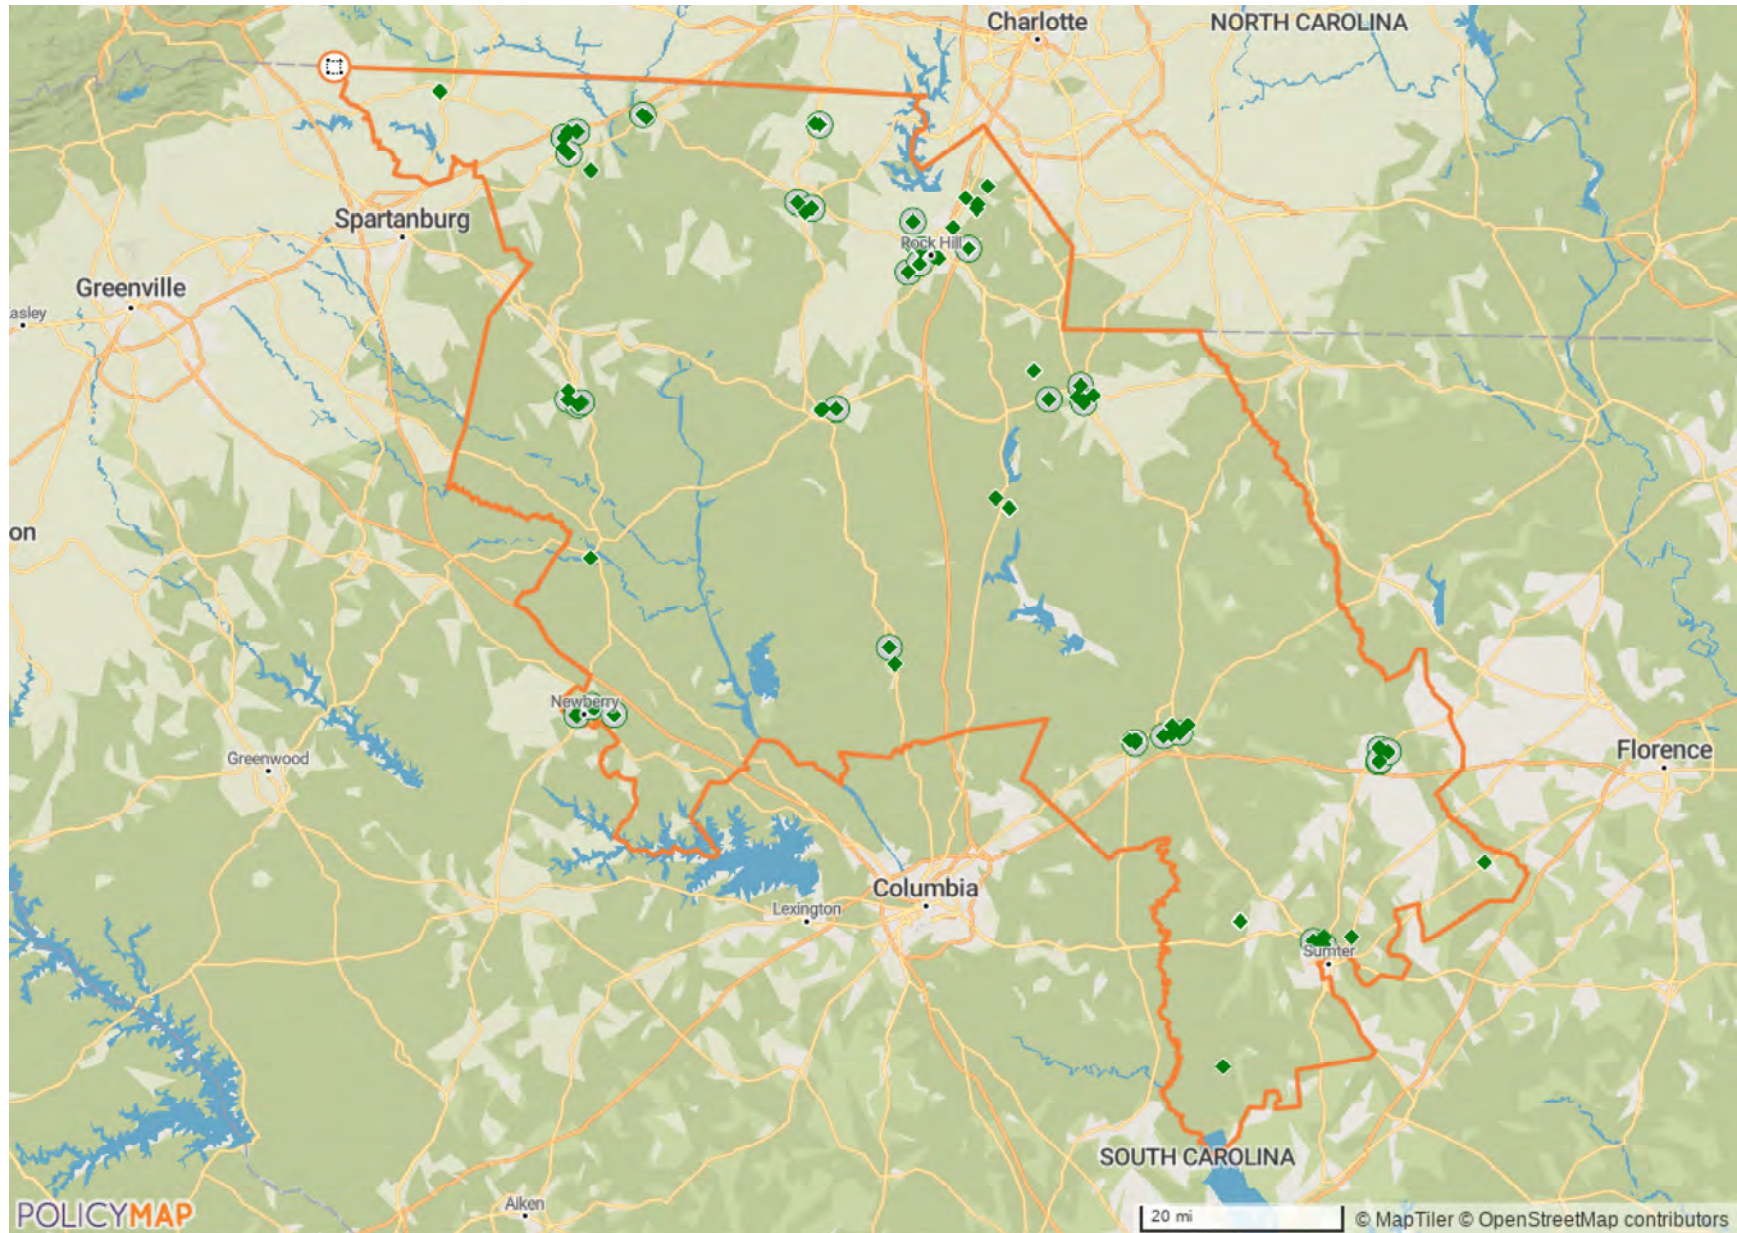 Charlotte
NORTH CAROLINA
Spartanburg
Rock Hill
Greenville
asley
on
Newberry
Greenwood
Florence
Columbia
Lexington
Sumter
SOUTH CAROLINA
Aiken
POLICYMAP
20 mi
© MapTiler © OpenStreetMap contributors